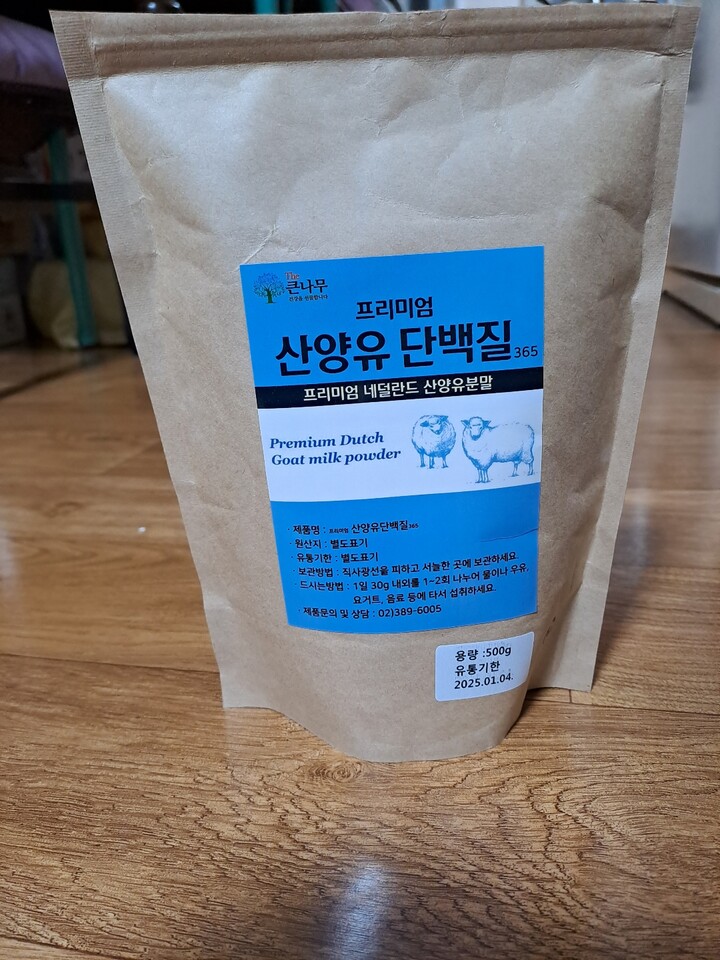 The
큰나무
건강을 선물합니다
프리미엄
산양유 단백질365
프리미엄 네덜란드 산양유분말
Premium Dutch
Goat milk powder
· 제품명 : 프리미엄 산양유단백질365
· 원산지 : 별도표기
· 유통기한 : 별도표기
· 보관방법 : 직사광선을 피하고 서늘한 곳에 보관하세요.
· 드시는방법 : 1일 30g 내외를 1~2회 나누어 물이나 우유,
요거트, 음료 등에 타서 섭취하세요.
· 제품문의 및 상담 : 02)389-6005
용량 :500g
유통기한
2025.01.04.